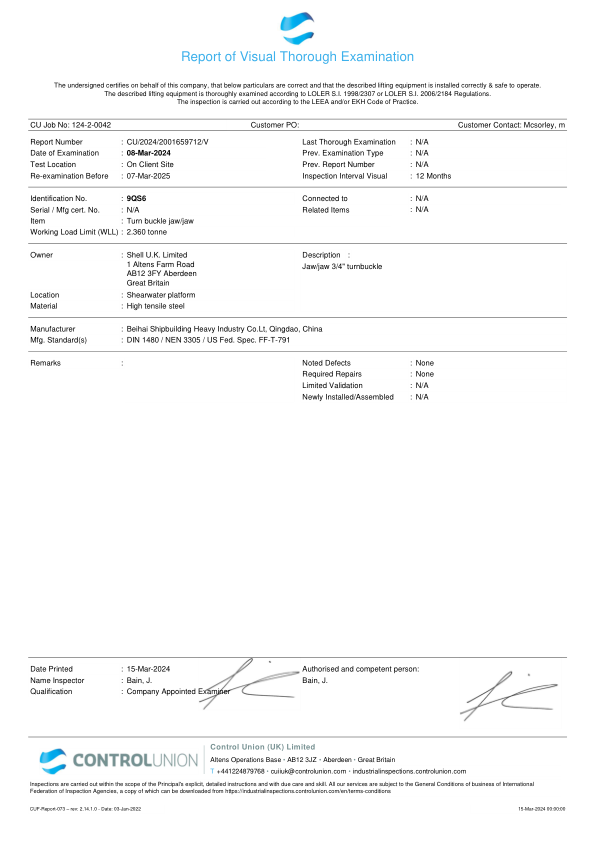 Report of Visual Thorough Examination
The undersigned certifies on behalf of this company, that below particulars are correct and that the described lifting equipment is installed correctly & safe to operate.
The described lifting equipment is thoroughly examined according to LOLER S.I. 1998/2307 or LOLER S.I. 2006/2184 Regulations.
The inspection is carried out according to the LEEA and/or EKH Code of Practice.
CU Job No: 124-2-0042 Customer PO: Customer Contact: Mcsorley, m
Report Number : CU/2024/2001659712/V Last Thorough Examination : N/A
Date of Examination : 08-Mar-2024 Prev. Examination Type : N/A
Test Location : On Client Site Prev. Report Number : N/A
Re-examination Before : 07-Mar-2025 Inspection Interval Visual : 12 Months
Identification No. : 9QS6 Connected to : N/A
Serial / Mfg cert. No. : N/A Related Items : N/A
Item : Turn buckle jaw/jaw
Working Load Limit (WLL) : 2.360 tonne
Owner : Shell U.K. Limited Description :
1 Altens Farm Road Jaw/jaw 3/4" turnbuckle
AB12 3FY Aberdeen
Great Britain
Location : Shearwater platform
Material : High tensile steel
Manufacturer : Beihai Shipbuilding Heavy Industry Co.Lt, Qingdao, China
Mfg. Standard(s) : DIN 1480 / NEN 3305 / US Fed. Spec. FF-T-791
Remarks : Noted Defects : None
Required Repairs : None
Limited Validation : N/A
Newly Installed/Assembled : N/A
Date Printed : 15-Mar-2024 Authorised and competent person:
Name Inspector : Bain, J. Bain, J.
Qualification : Company Appointed Examiner
CONTROLUNION
Control Union (UK) Limited
Altens Operations Base · AB12 3JZ · Aberdeen · Great Britain
T +441224879768 · cuiiuk@controlunion.com · industrialinspections.controlunion.com
Inspections are carried out within the scope of the Principal's explicit, detailed instructions and with due care and skill. All our services are subject to the General Conditions of business of International
Federation of Inspection Agencies, a copy of which can be downloaded from https://industrialinspections.controlunion.com/en/terms-conditions
CUF-Report-073 – rev: 2.14.1.0 - Date: 03-Jun-2022 15-Mar-2024 00:00:00